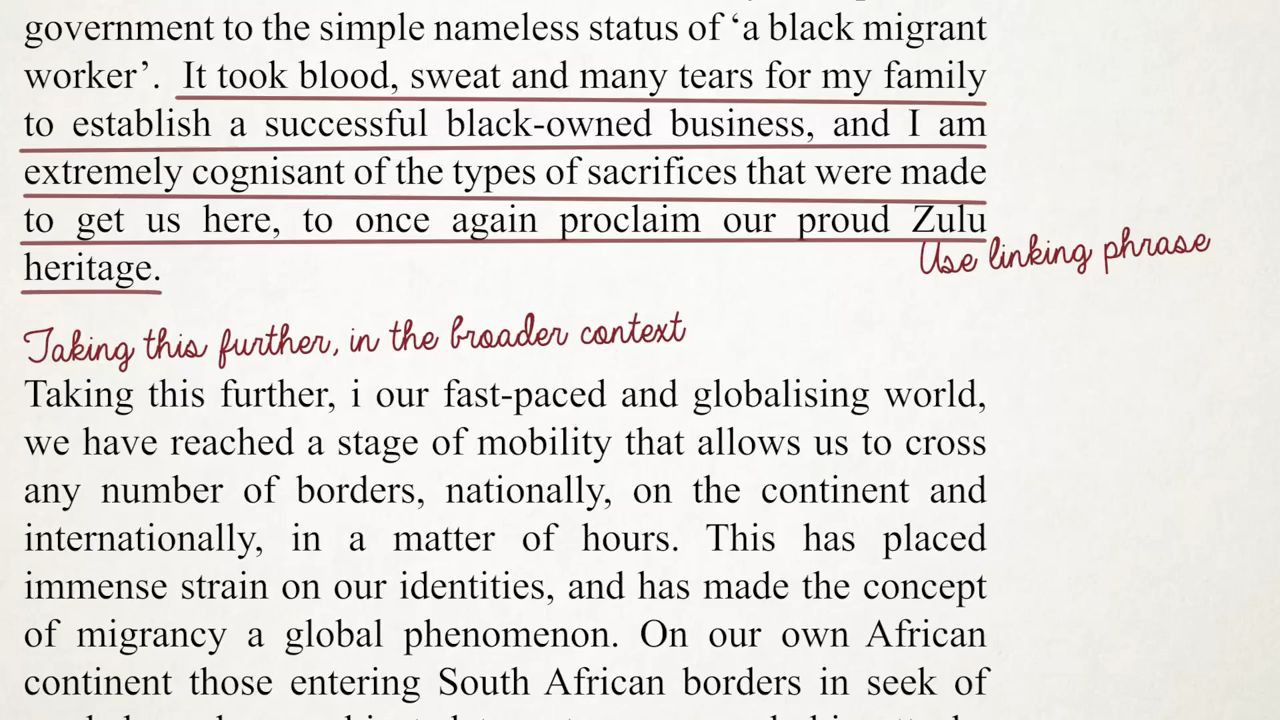 government to the simple nameless status of ‘a black migrant
worker’. It took blood, sweat and many tears for my family
to establish a successful black-owned business, and I am
extremely cognisant of the types of sacrifices that were made
to get us here, to once again proclaim our proud Zulu
heritage.
Use linking phrase
Taking this further, in the broader context
Taking this further, i our fast-paced and globalising world,
we have reached a stage of mobility that allows us to cross
any number of borders, nationally, on the continent and
internationally, in a matter of hours. This has placed
immense strain on our identities, and has made the concept
of migrancy a global phenomenon. On our own African
continent those entering South African borders in seek of